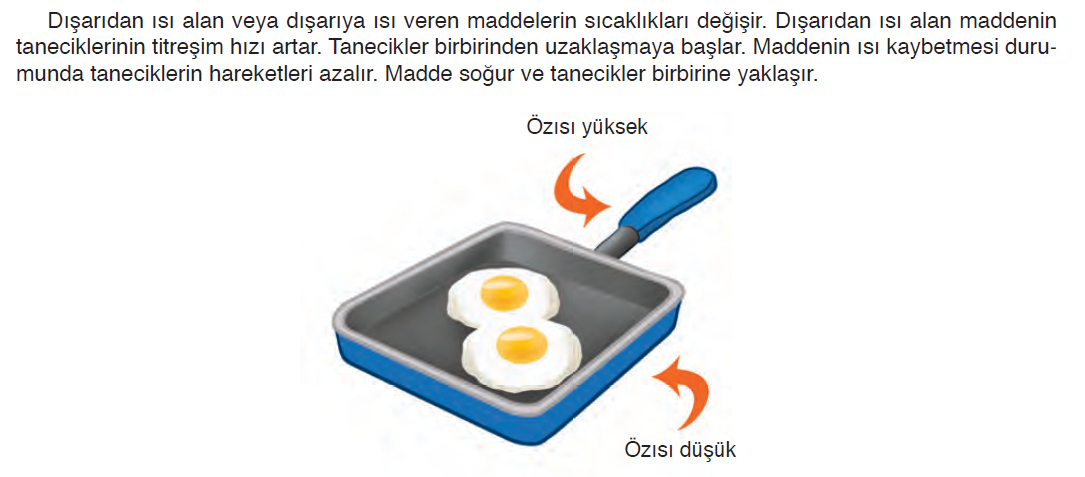 Dışarıdan ısı alan veya dışarıya ısı veren maddelerin sıcaklıkları değişir. Dışarıdan ısı alan maddenin
taneciklerinin titreşim hızı artar. Tanecikler birbirinden uzaklaşmaya başlar. Maddenin ısı kaybetmesi duru-
munda taneciklerin hareketleri azalır. Madde soğur ve tanecikler birbirine yaklaşır.
Özısı yüksek
Özısı düşük